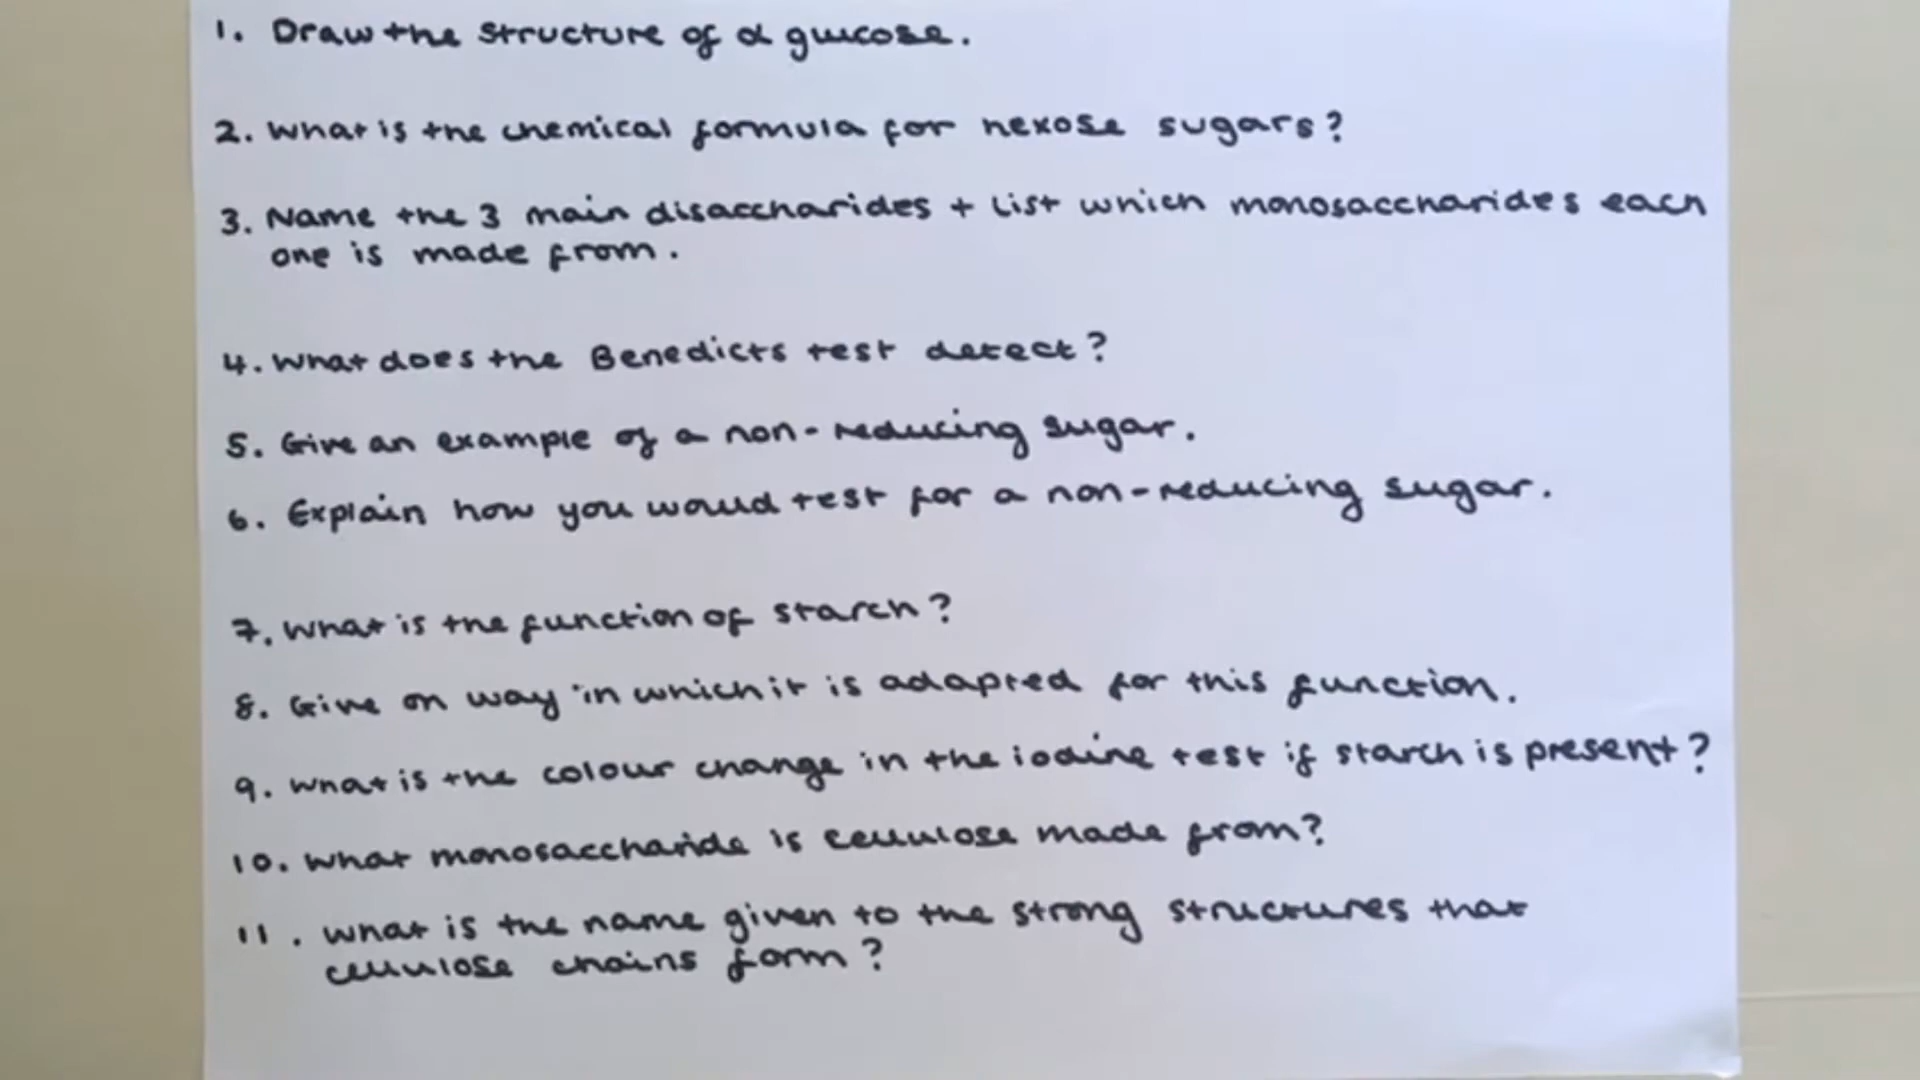 1. Draw the structure of α glucose.
2. What is the chemical formula for hexose sugars?
3. Name the 3 main disaccharides + list which monosaccharides each
one is made from.
4. What does the Benedicts test detect?
5. Give an example of a non-reducing sugar.
6. Explain how you would test for a non-reducing sugar.
7. What is the function of starch?
8. Give on way in which it is adapted for this function.
9. What is the colour change in the iodine test if starch is present?
10. What monosaccharide is cellulose made from?
11. What is the name given to the strong structures that
cellulose chains form?